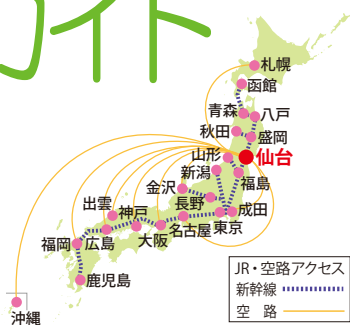 ガイド
札幌
函館
青森
八戸
秋田
盛岡
山形
仙台
新潟
福島
金沢
長野
成田
出雲
神戸
東京
名古屋
福岡
広島
大阪
鹿児島
沖縄
JR・空路アクセス
新幹線
空路